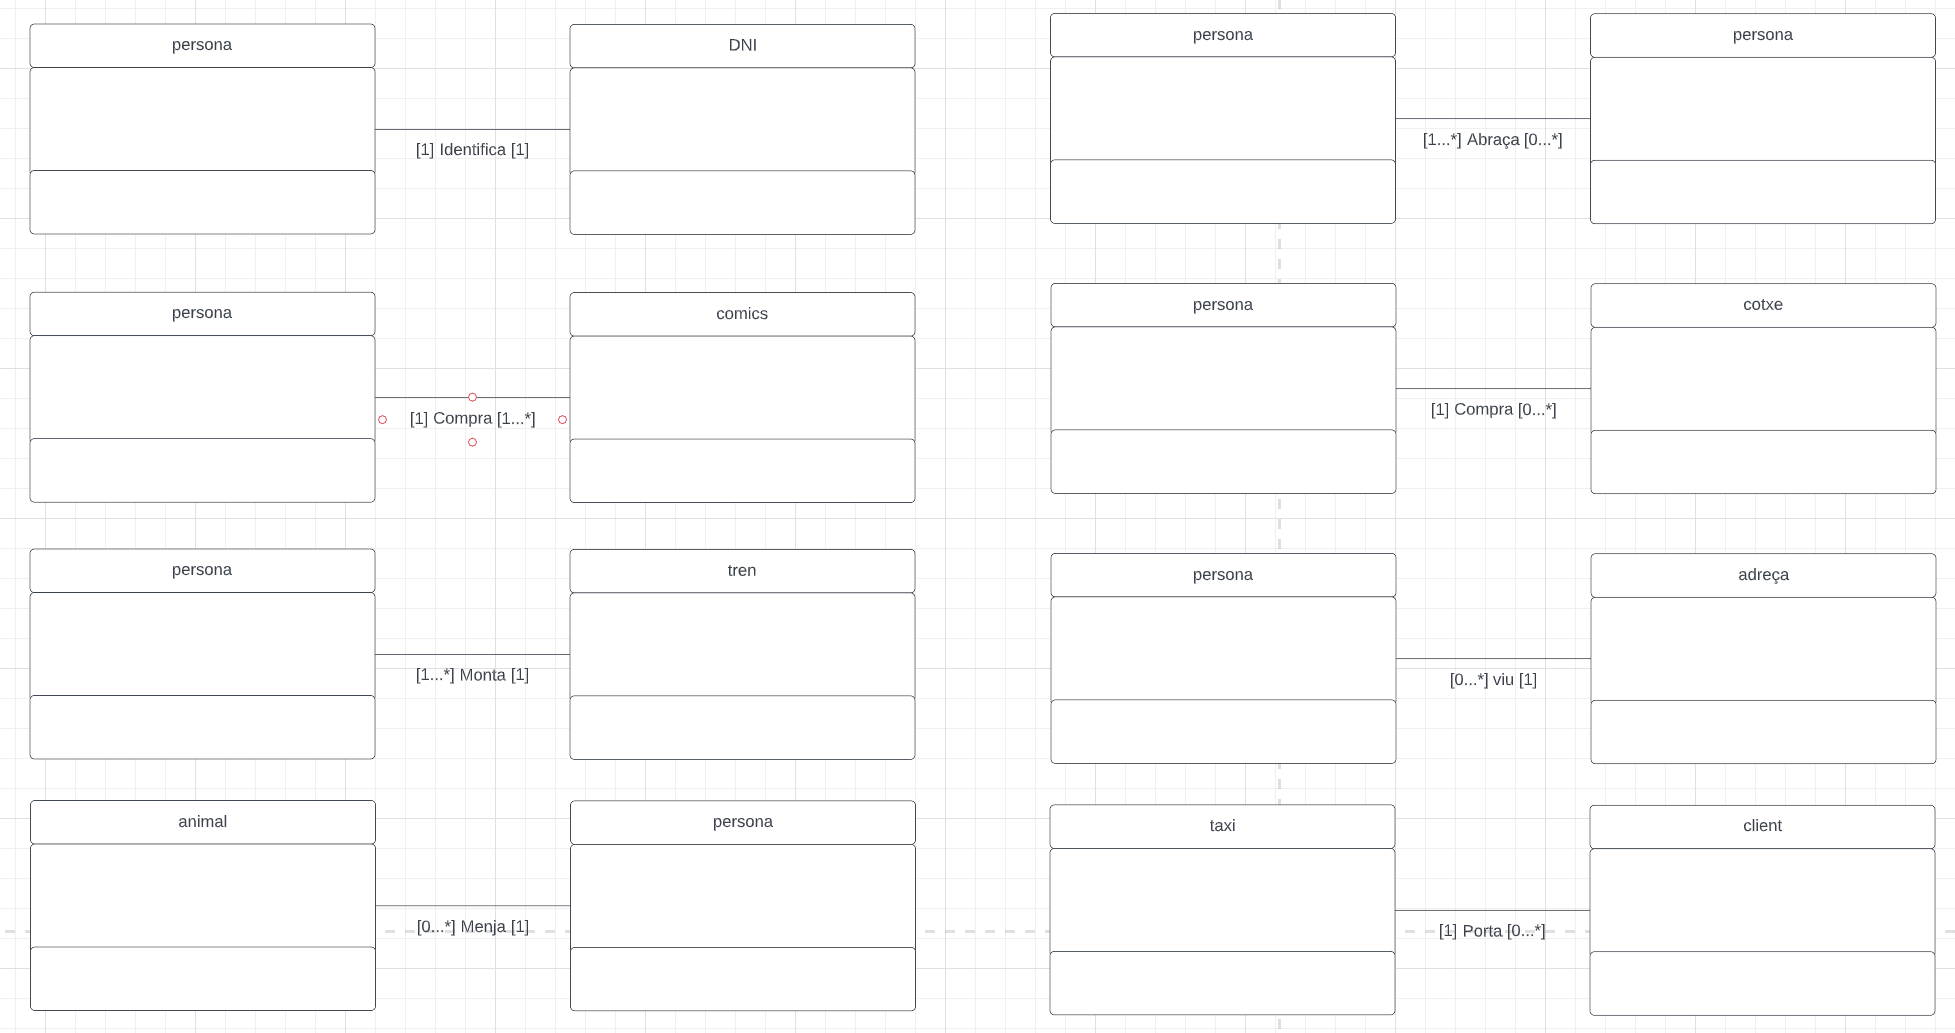 persona
DNI
[1] Identifica [1]
persona
persona
[1...*] Abraça [0...*]
persona
comics
[1] Compra [1...*]
persona
cotxe
[1] Compra [0...*]
persona
tren
[1...*] Monta [1]
persona
adreça
[0...*] viu [1]
animal
persona
[0...*] Menja [1]
taxi
client
[1] Porta [0...*]